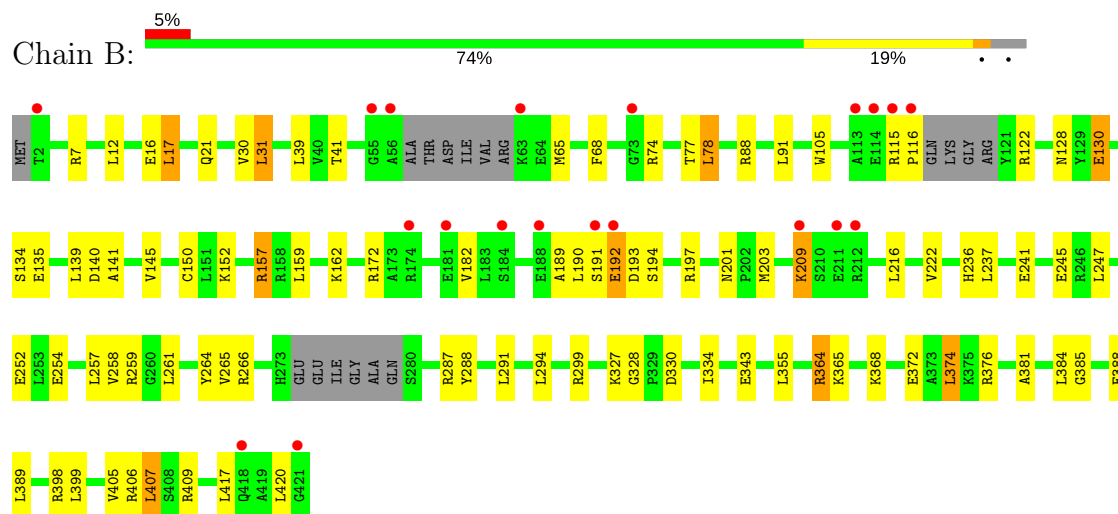 5%
Chain B:
74% 19% • •
MET T2 R7 L12 E16 L17 Q21 V30 L31 L39 V40 T41 G55 A56 ALA THR ASP ILE VAL ARG K63 E64 M65 F68 G73 R74 T77 L78 R88 L91 W105 A113 E114 R115 P116 GLN LYS GLY ARG Y121 R122 N128 Y129 E130
S134 E135 L139 D140 A141 V145 C150 L151 K152 R157 R158 L159 K162 R172 A173 R174 E181 V182 L183 S184 E188 A189 L190 S191 E192 D193 S194 R197 N201 P202 M203 K209 S210 E211 R212 L216 V222 H236 L237 E241 E245 R246 L247
E252 L253 E254 L257 V258 R259 G260 L261 Y264 V265 R266 H273 GLU GLU ILE GLY ALA GLN S280 R287 Y288 L291 L294 R299 K327 G328 P329 D330 I334 E343 L355 R364 K365 K368 E372 A373 L374 K375 R376 A381 L384 G385
L389 R398 L399 V405 R406 L407 S408 R409 L417 Q418 A419 L420 G421